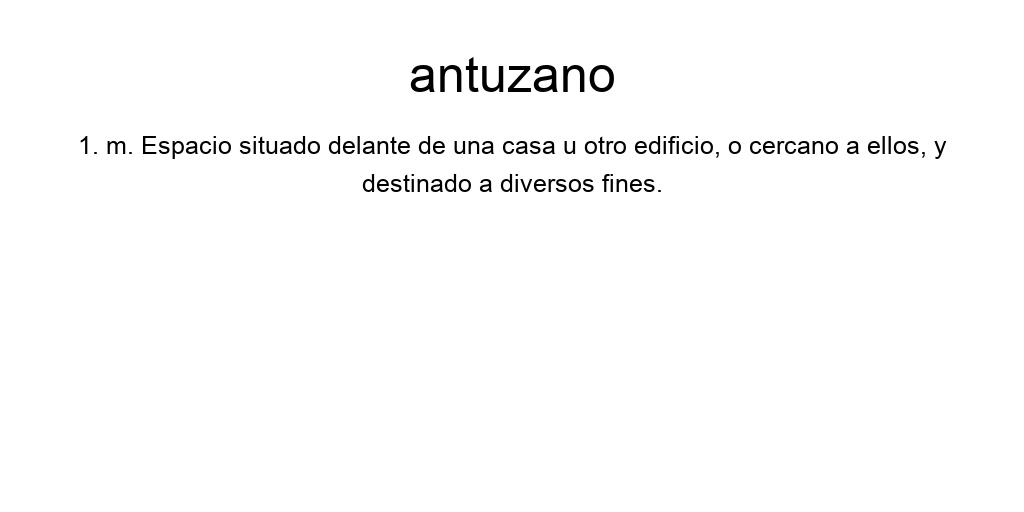 antuzano
1. m. Espacio situado delante de una casa u otro edificio, o cercano a ellos, y
destinado a diversos fines.